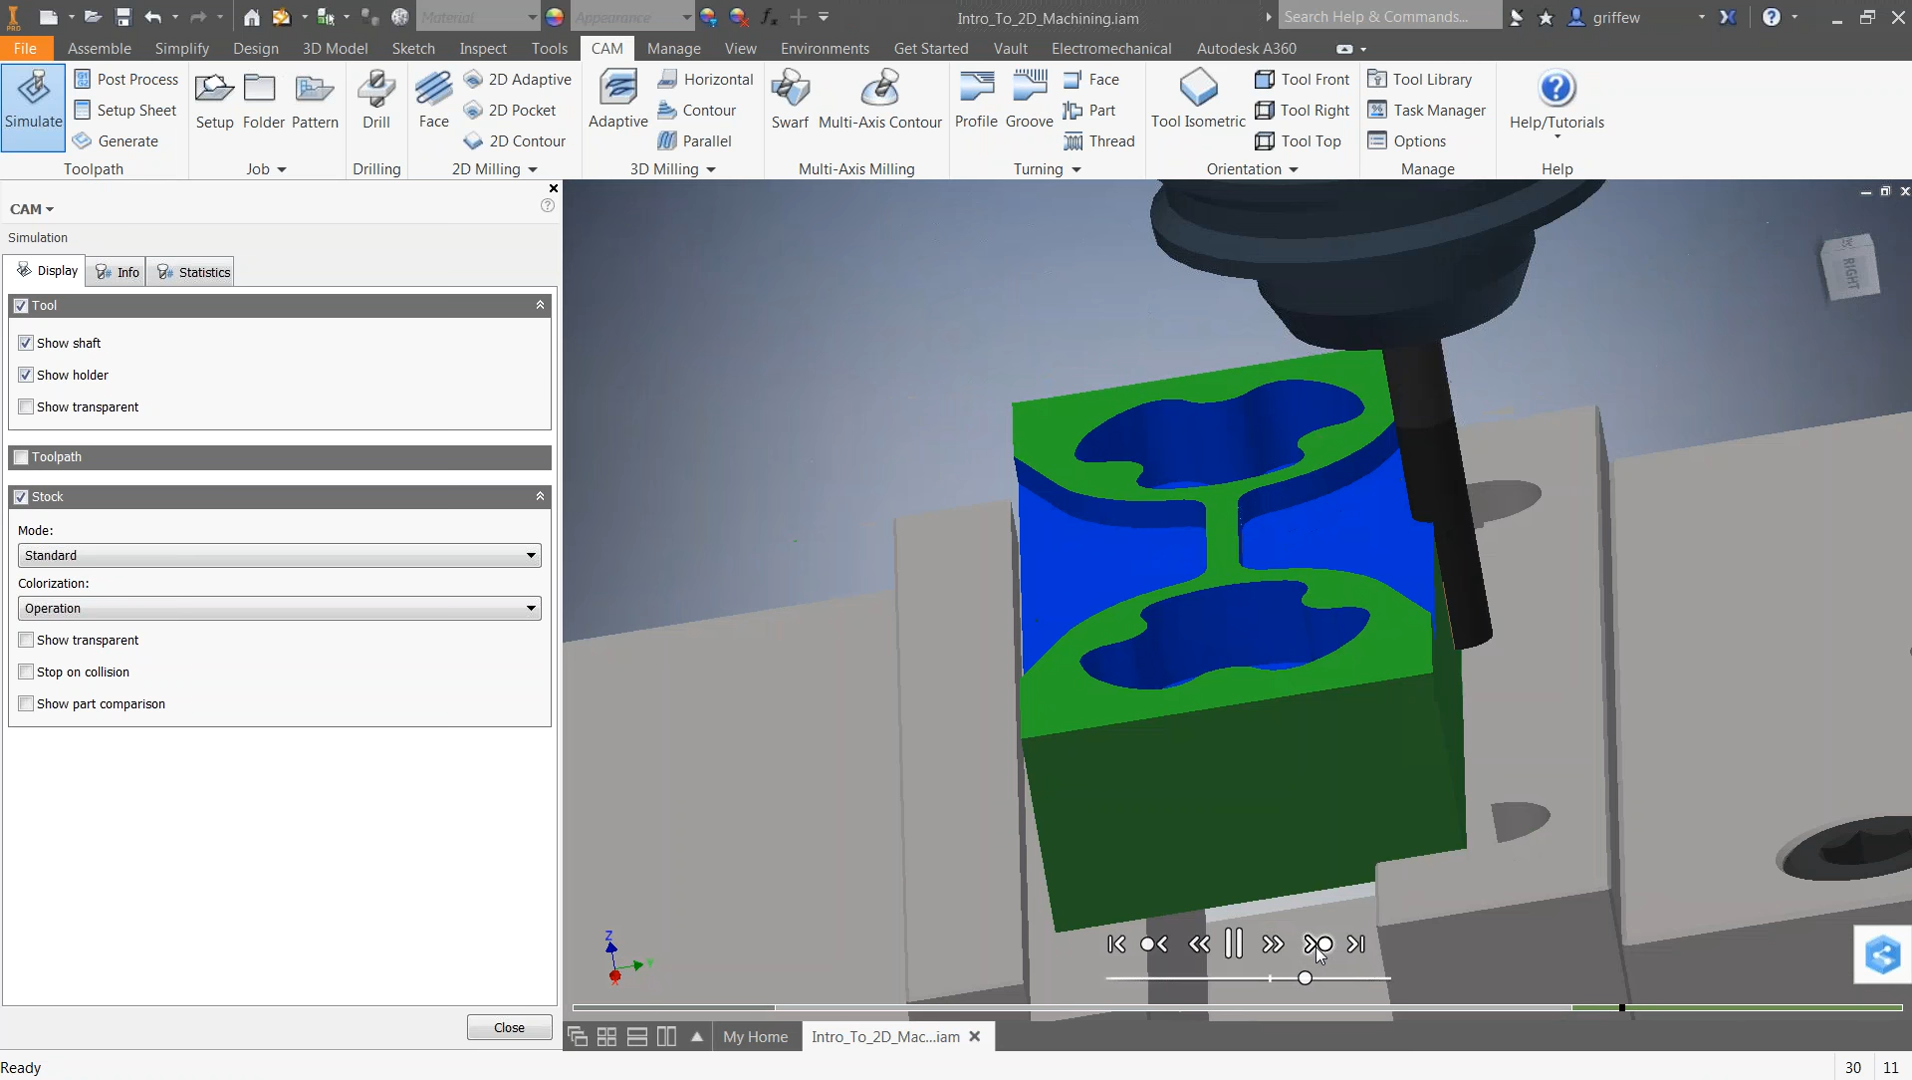 Material
Appearance
Intro_To_2D_Machining.iam
Search Help & Commands...
griffew
PRO
File
Assemble
Simplify
Design
3D Model
Sketch
Inspect
Tools
CAM
Manage
View
Environments
Get Started
Vault
Electromechanical
Autodesk A360
Simulate
Post Process
Setup Sheet
Generate
Toolpath
Setup
Folder
Pattern
Job
Drill
Drilling
Face
2D Adaptive
2D Pocket
2D Contour
2D Milling
Adaptive
Horizontal
Contour
Parallel
3D Milling
Swarf
Multi-Axis Contour
Multi-Axis Milling
Profile
Groove
Face
Part
Thread
Turning
Tool Isometric
Tool Front
Tool Right
Tool Top
Orientation
Tool Library
Task Manager
Options
Manage
Help/Tutorials
Help
CAM
Simulation
Display
Info
Statistics
Tool
Show shaft
Show holder
Show transparent
Toolpath
Stock
Mode:
Standard
Colorization:
Operation
Show transparent
Stop on collision
Show part comparison
Close
RIGHT
Z
Y
X
My Home
Intro_To_2D_Mac...iam
Ready
30
11